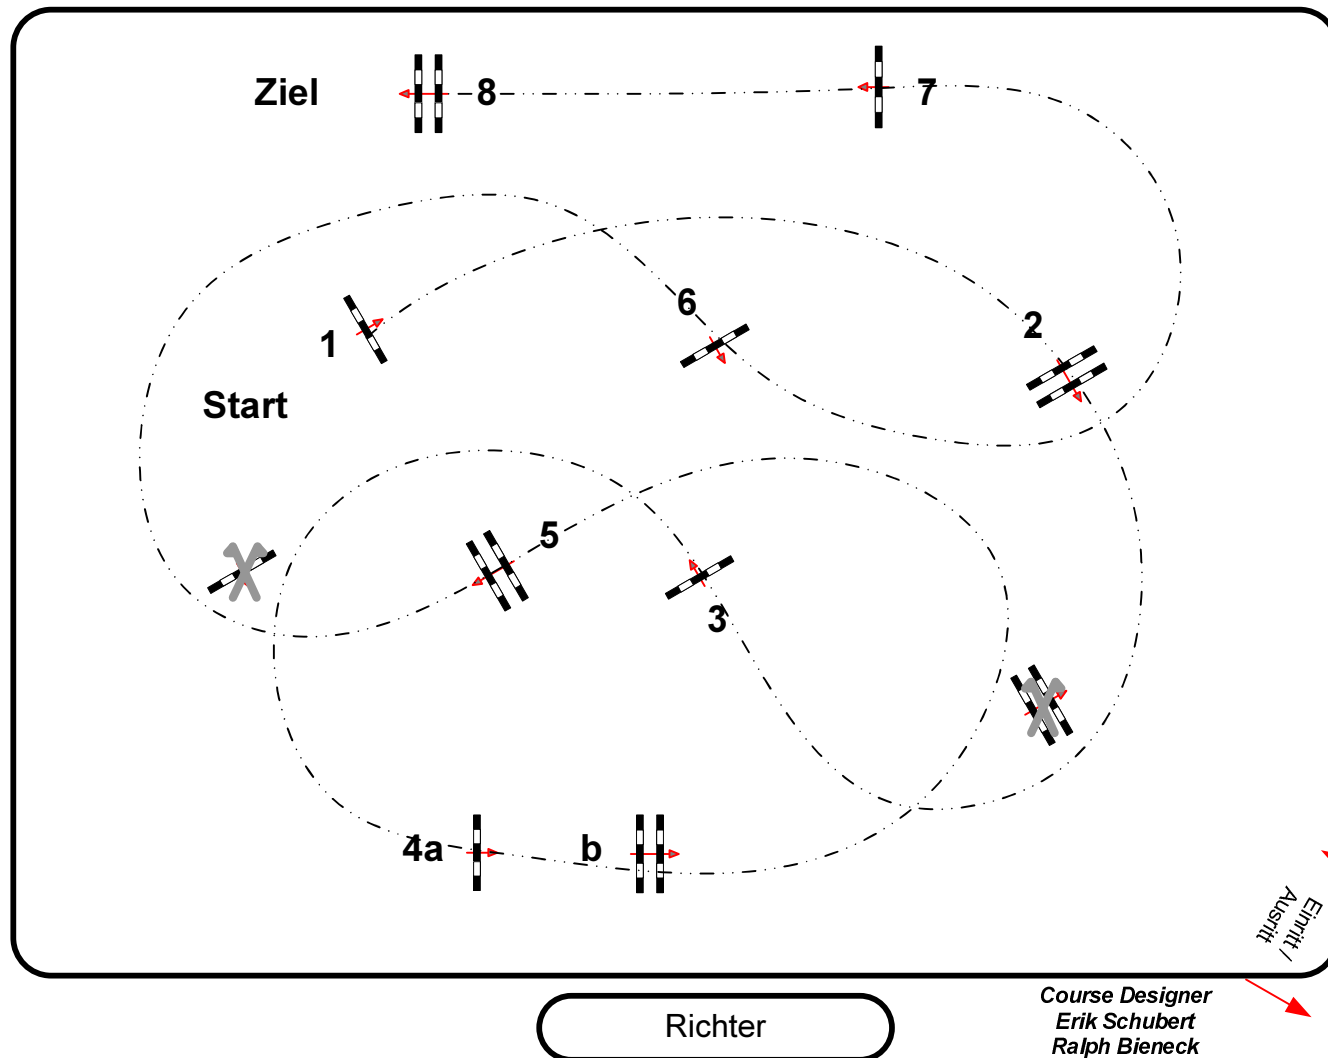 Ziel
8
7
6
2
1
Start
5
3
4a
b
Einritt /
Ausritt
Course Designer
Erik Schubert
Ralph Bieneck
Richter